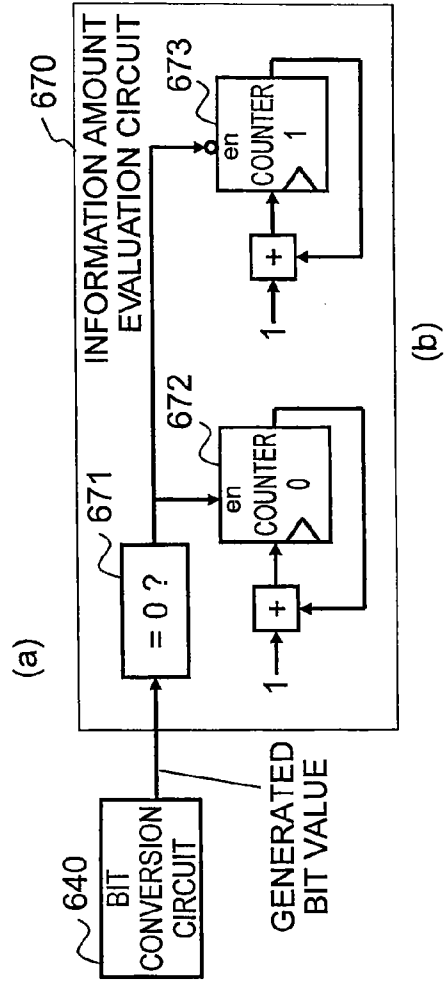 (a)
670
INFORMATION AMOUNT
EVALUATION CIRCUIT
640
BIT
CONVERSION
CIRCUIT
GENERATED
BIT VALUE
671
= 0 ?
672
en
COUNTER
0
+
1
673
en
COUNTER
1
+
1
(b)